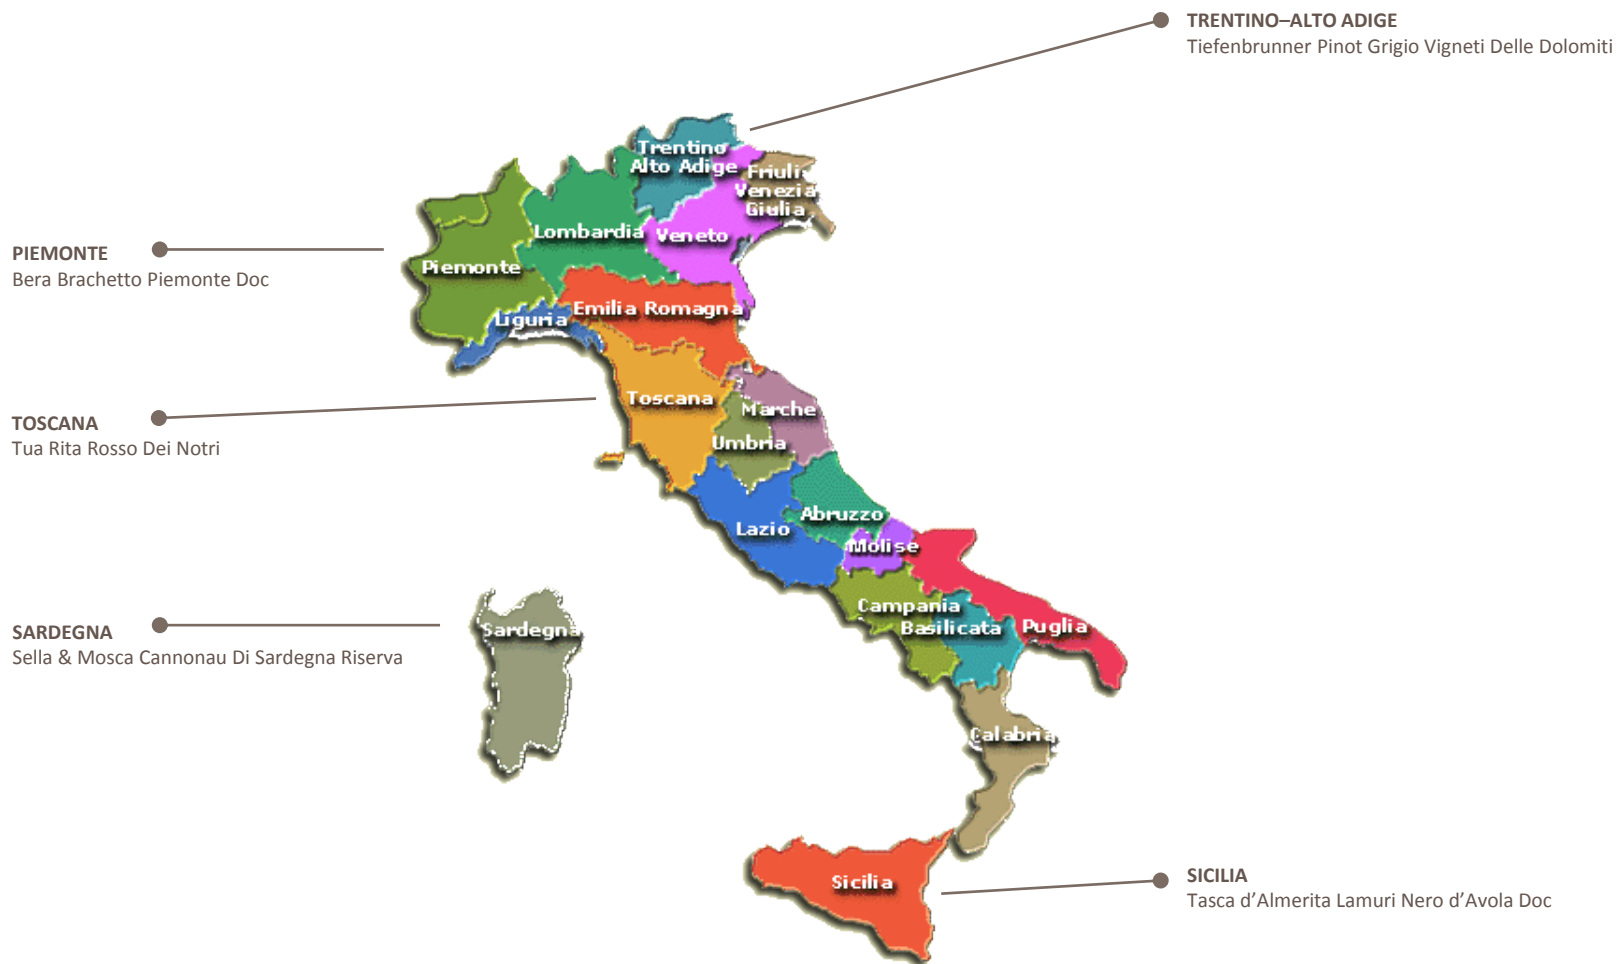 TRENTINO–ALTO ADIGE
Tiefenbrunner Pinot Grigio Vigneti Delle Dolomiti
PIEMONTE
Bera Brachetto Piemonte Doc
TOSCANA
Tua Rita Rosso Dei Notri
SARDEGNA
Sella & Mosca Cannonau Di Sardegna Riserva
SICILIA
Tasca d’Almerita Lamuri Nero d’Avola Doc
Trentino
Alto Adige
Friuli
Venezia
Giulia
Lombardia
Veneto
Piemonte
Emilia Romagna
Liguria
Toscana
Marche
Umbria
Abruzzo
Lazio
Molise
Campania
Basilicata
Puglia
Sardegna
Calabria
Sicilia